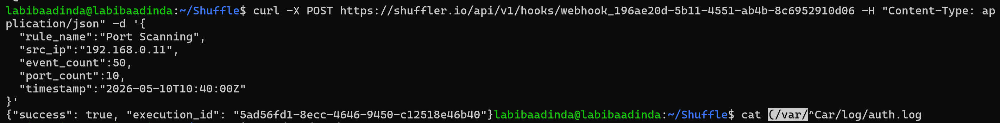 labibaadinda@labibaadinda:~/Shuffle$ curl -X POST https://shuffler.io/api/v1/hooks/webhook_196ae20d-5b11-4551-ab4b-8c6952910d06 -H "Content-Type: ap
plication/json" -d '{
  "rule_name":"Port Scanning",
  "src_ip":"192.168.0.11",
  "event_count":50,
  "port_count":10,
  "timestamp":"2026-05-10T10:40:00Z"
}'
{"success": true, "execution_id": "5ad56fd1-8ecc-4646-9450-c12518e46b40"}labibaadinda@labibaadinda:~/Shuffle$ cat (/var/^Car/log/auth.log